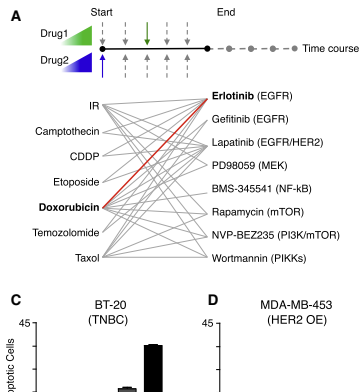 A
Start
End
Drug1
Drug2
Time course
IR
Camptothecin
CDDP
Etoposide
Doxorubicin
Temozolomide
Taxol
Erlotinib (EGFR)
Gefitinib (EGFR)
Lapatinib (EGFR/HER2)
PD98059 (MEK)
BMS-345541 (NF-kB)
Rapamycin (mTOR)
NVP-BEZ235 (PI3K/mTOR)
Wortmannin (PIKKs)
C
BT-20
(TNBC)
45
optotic Cells
D
MDA-MB-453
(HER2 OE)
45